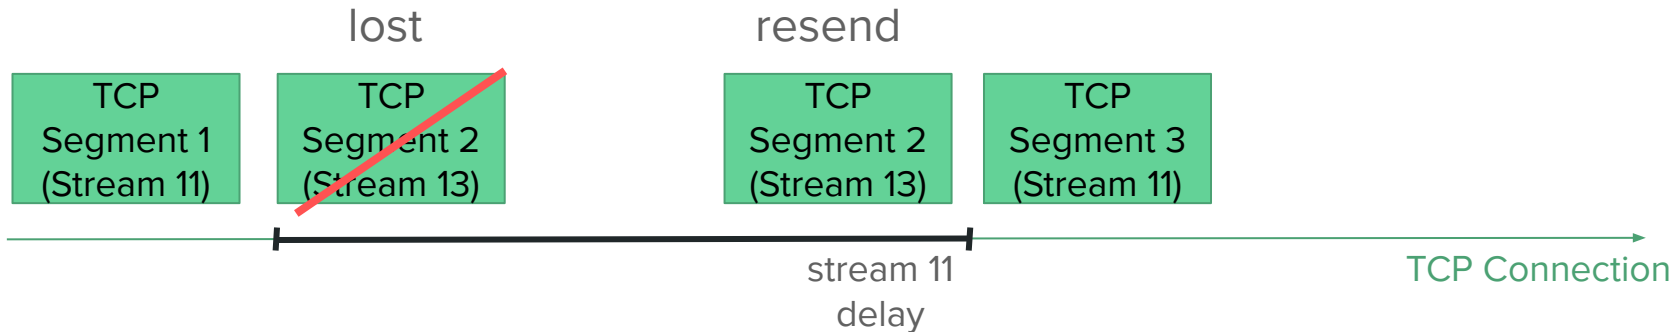 lost
resend
TCP
Segment 1
(Stream 11)
TCP
Segment 2
(Stream 13)
TCP
Segment 2
(Stream 13)
TCP
Segment 3
(Stream 11)
stream 11
delay
TCP Connection